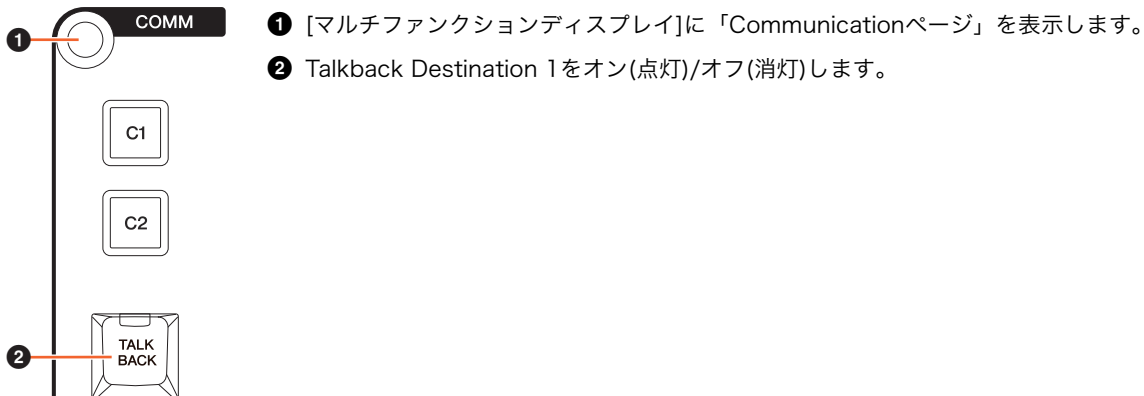 COMM
❶
❶ [マルチファンクションディスプレイ]に「Communicationページ」を表示します。
❷ Talkback Destination 1をオン(点灯)/オフ(消灯)します。
C1
C2
❷
TALK
BACK